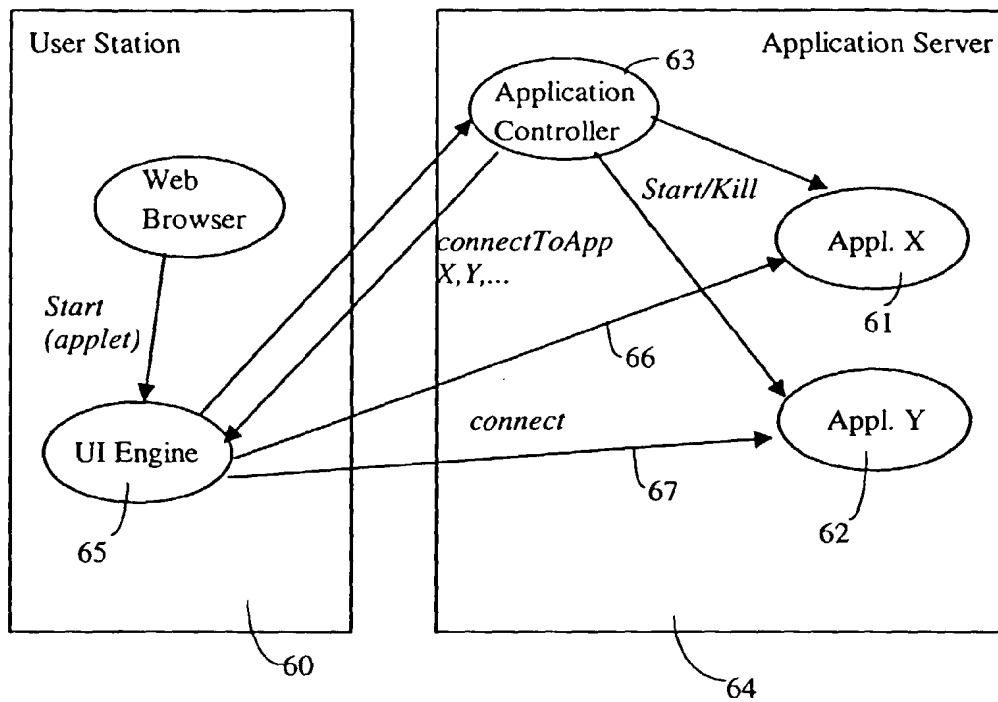 User Station
Application Server
63
Application
Controller
Web
Browser
Start/Kill
connectToApp
X,Y,...
Appl. X
61
Start
(applet)
66
connect
Appl. Y
UI Engine
67
62
65
60
64